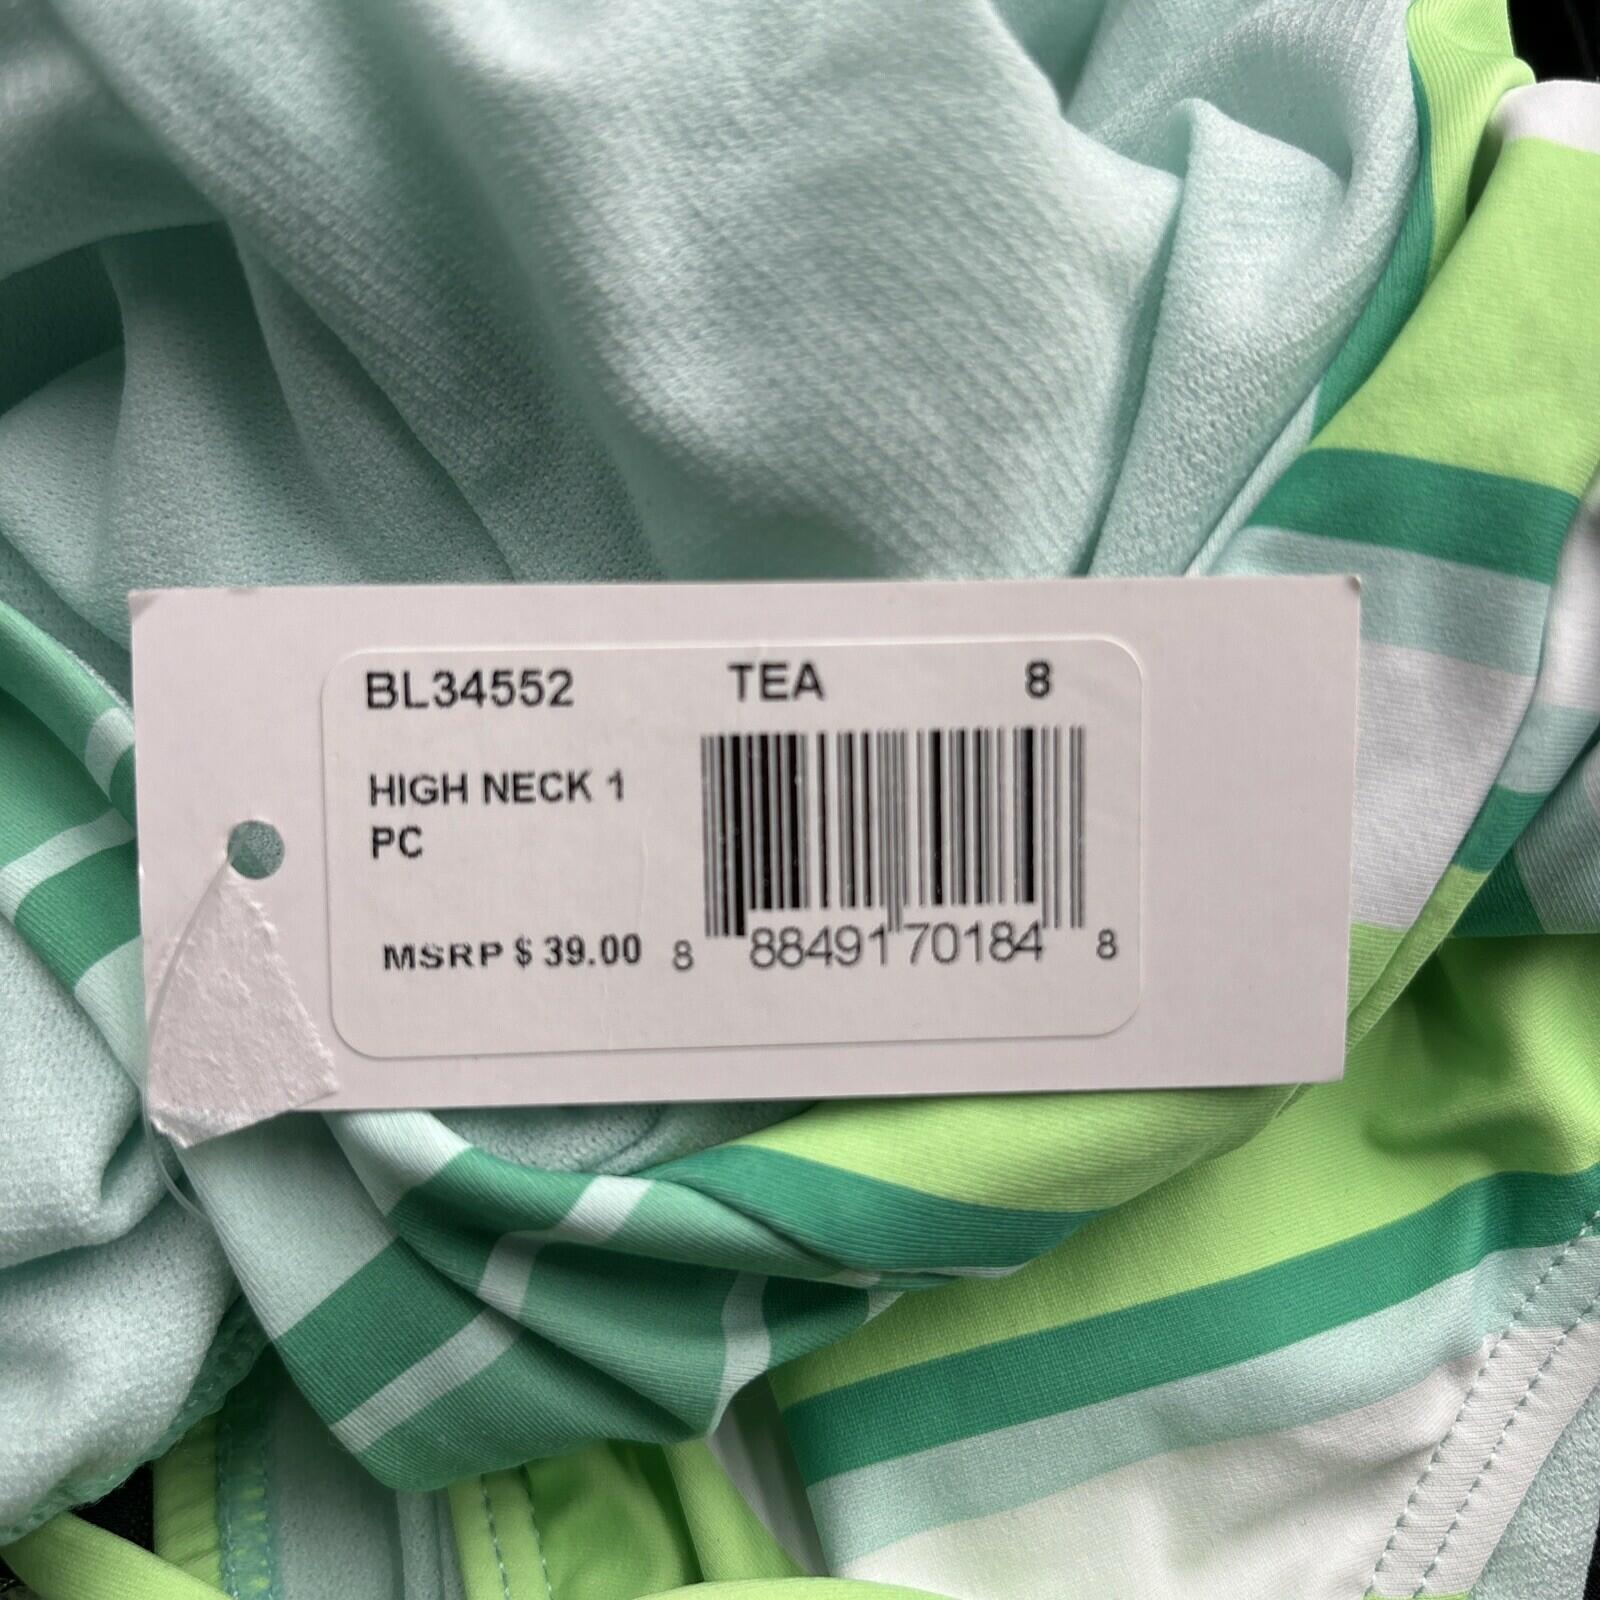 BL34552 TEA 8
HIGH NECK 1
PC
MSRP $ 39.00
8 88491 70184 8